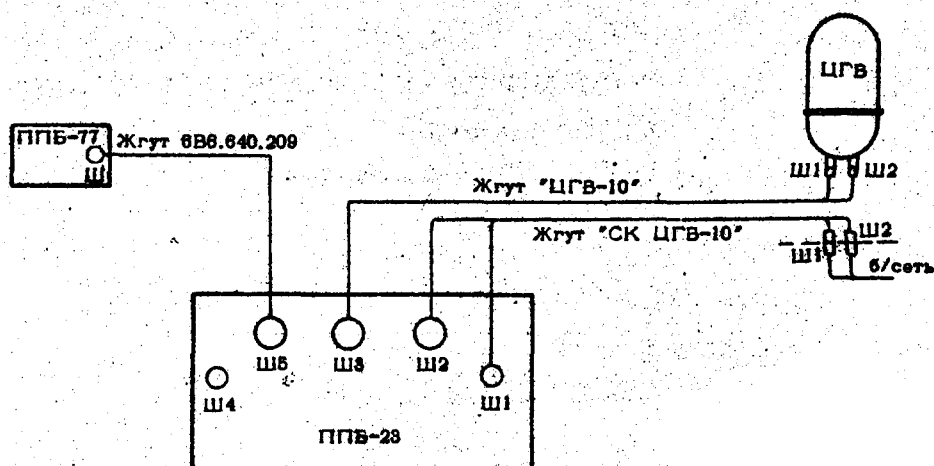 ЦГВ
ППБ-77
Жгут 6В6.640.209
Ш1
Ш1
Ш2
Жгут "ЦГВ-10"
Жгут "СК ЦГВ-10"
Ш2
Ш1
б/сеть
Ш5
Ш3
Ш2
Ш4
Ш1
ППБ-23